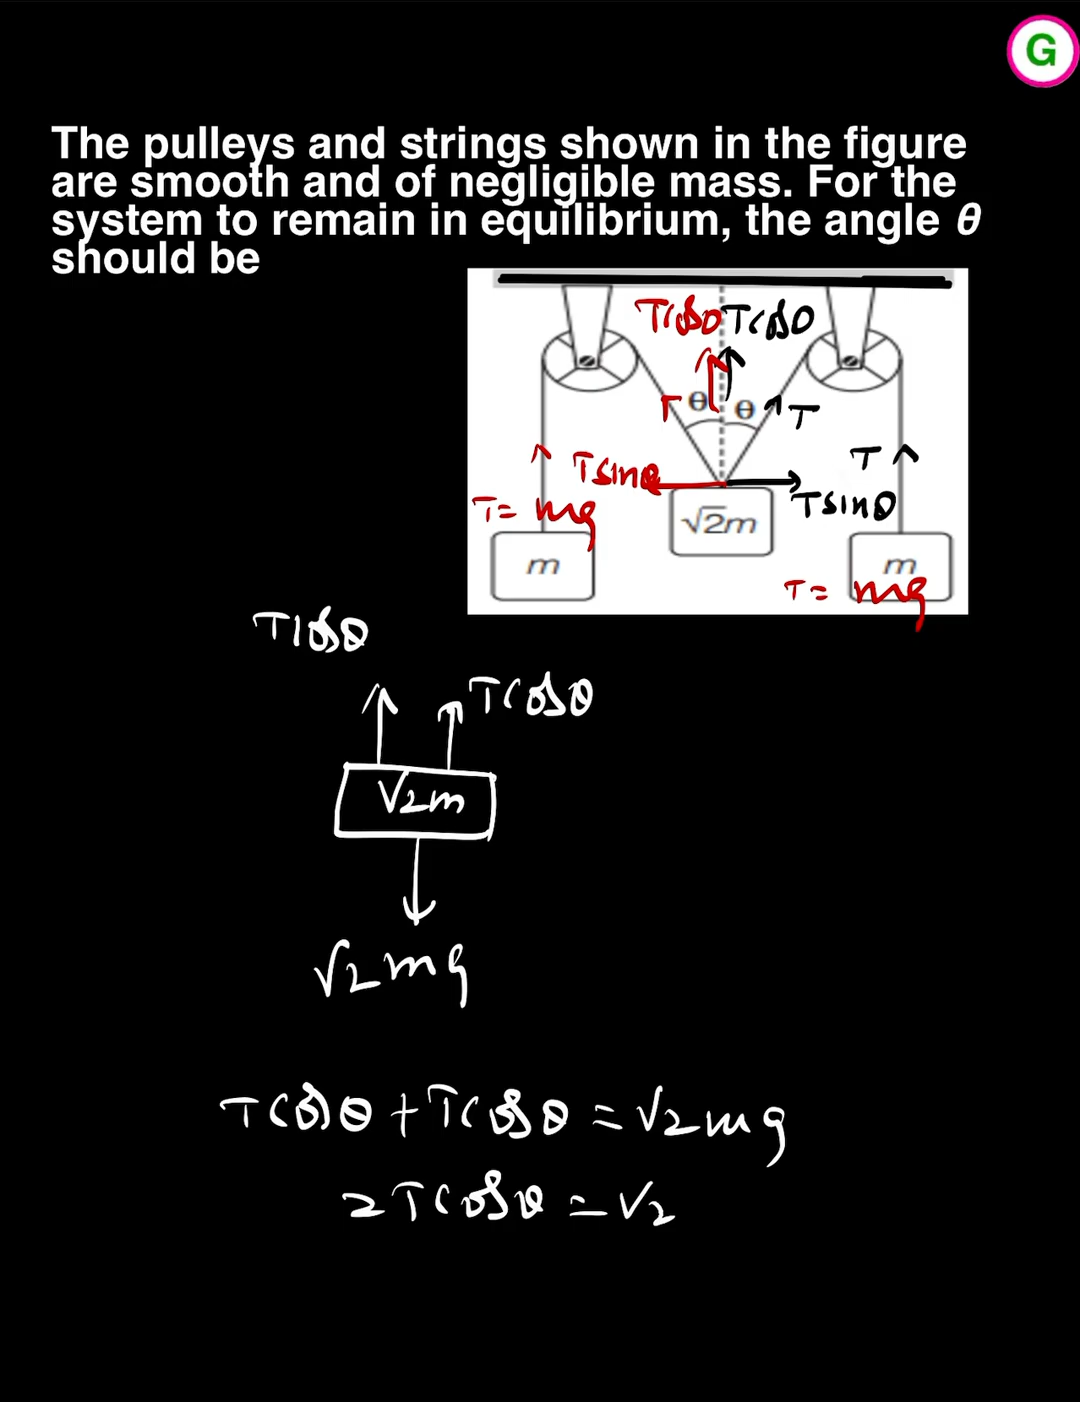 G
The pulleys and strings shown in the figure
are smooth and of negligible mass. For the
system to remain in equilibrium, the angle θ
should be
Tcosθ Tcosθ
T θ θ T
T
Tsinθ
T= mg
√2m
Tsinθ
m
m
T= mg
Tcosθ
Tcosθ
√2m
√2mg
Tcosθ + Tcosθ = √2mg
2Tcosθ = √2